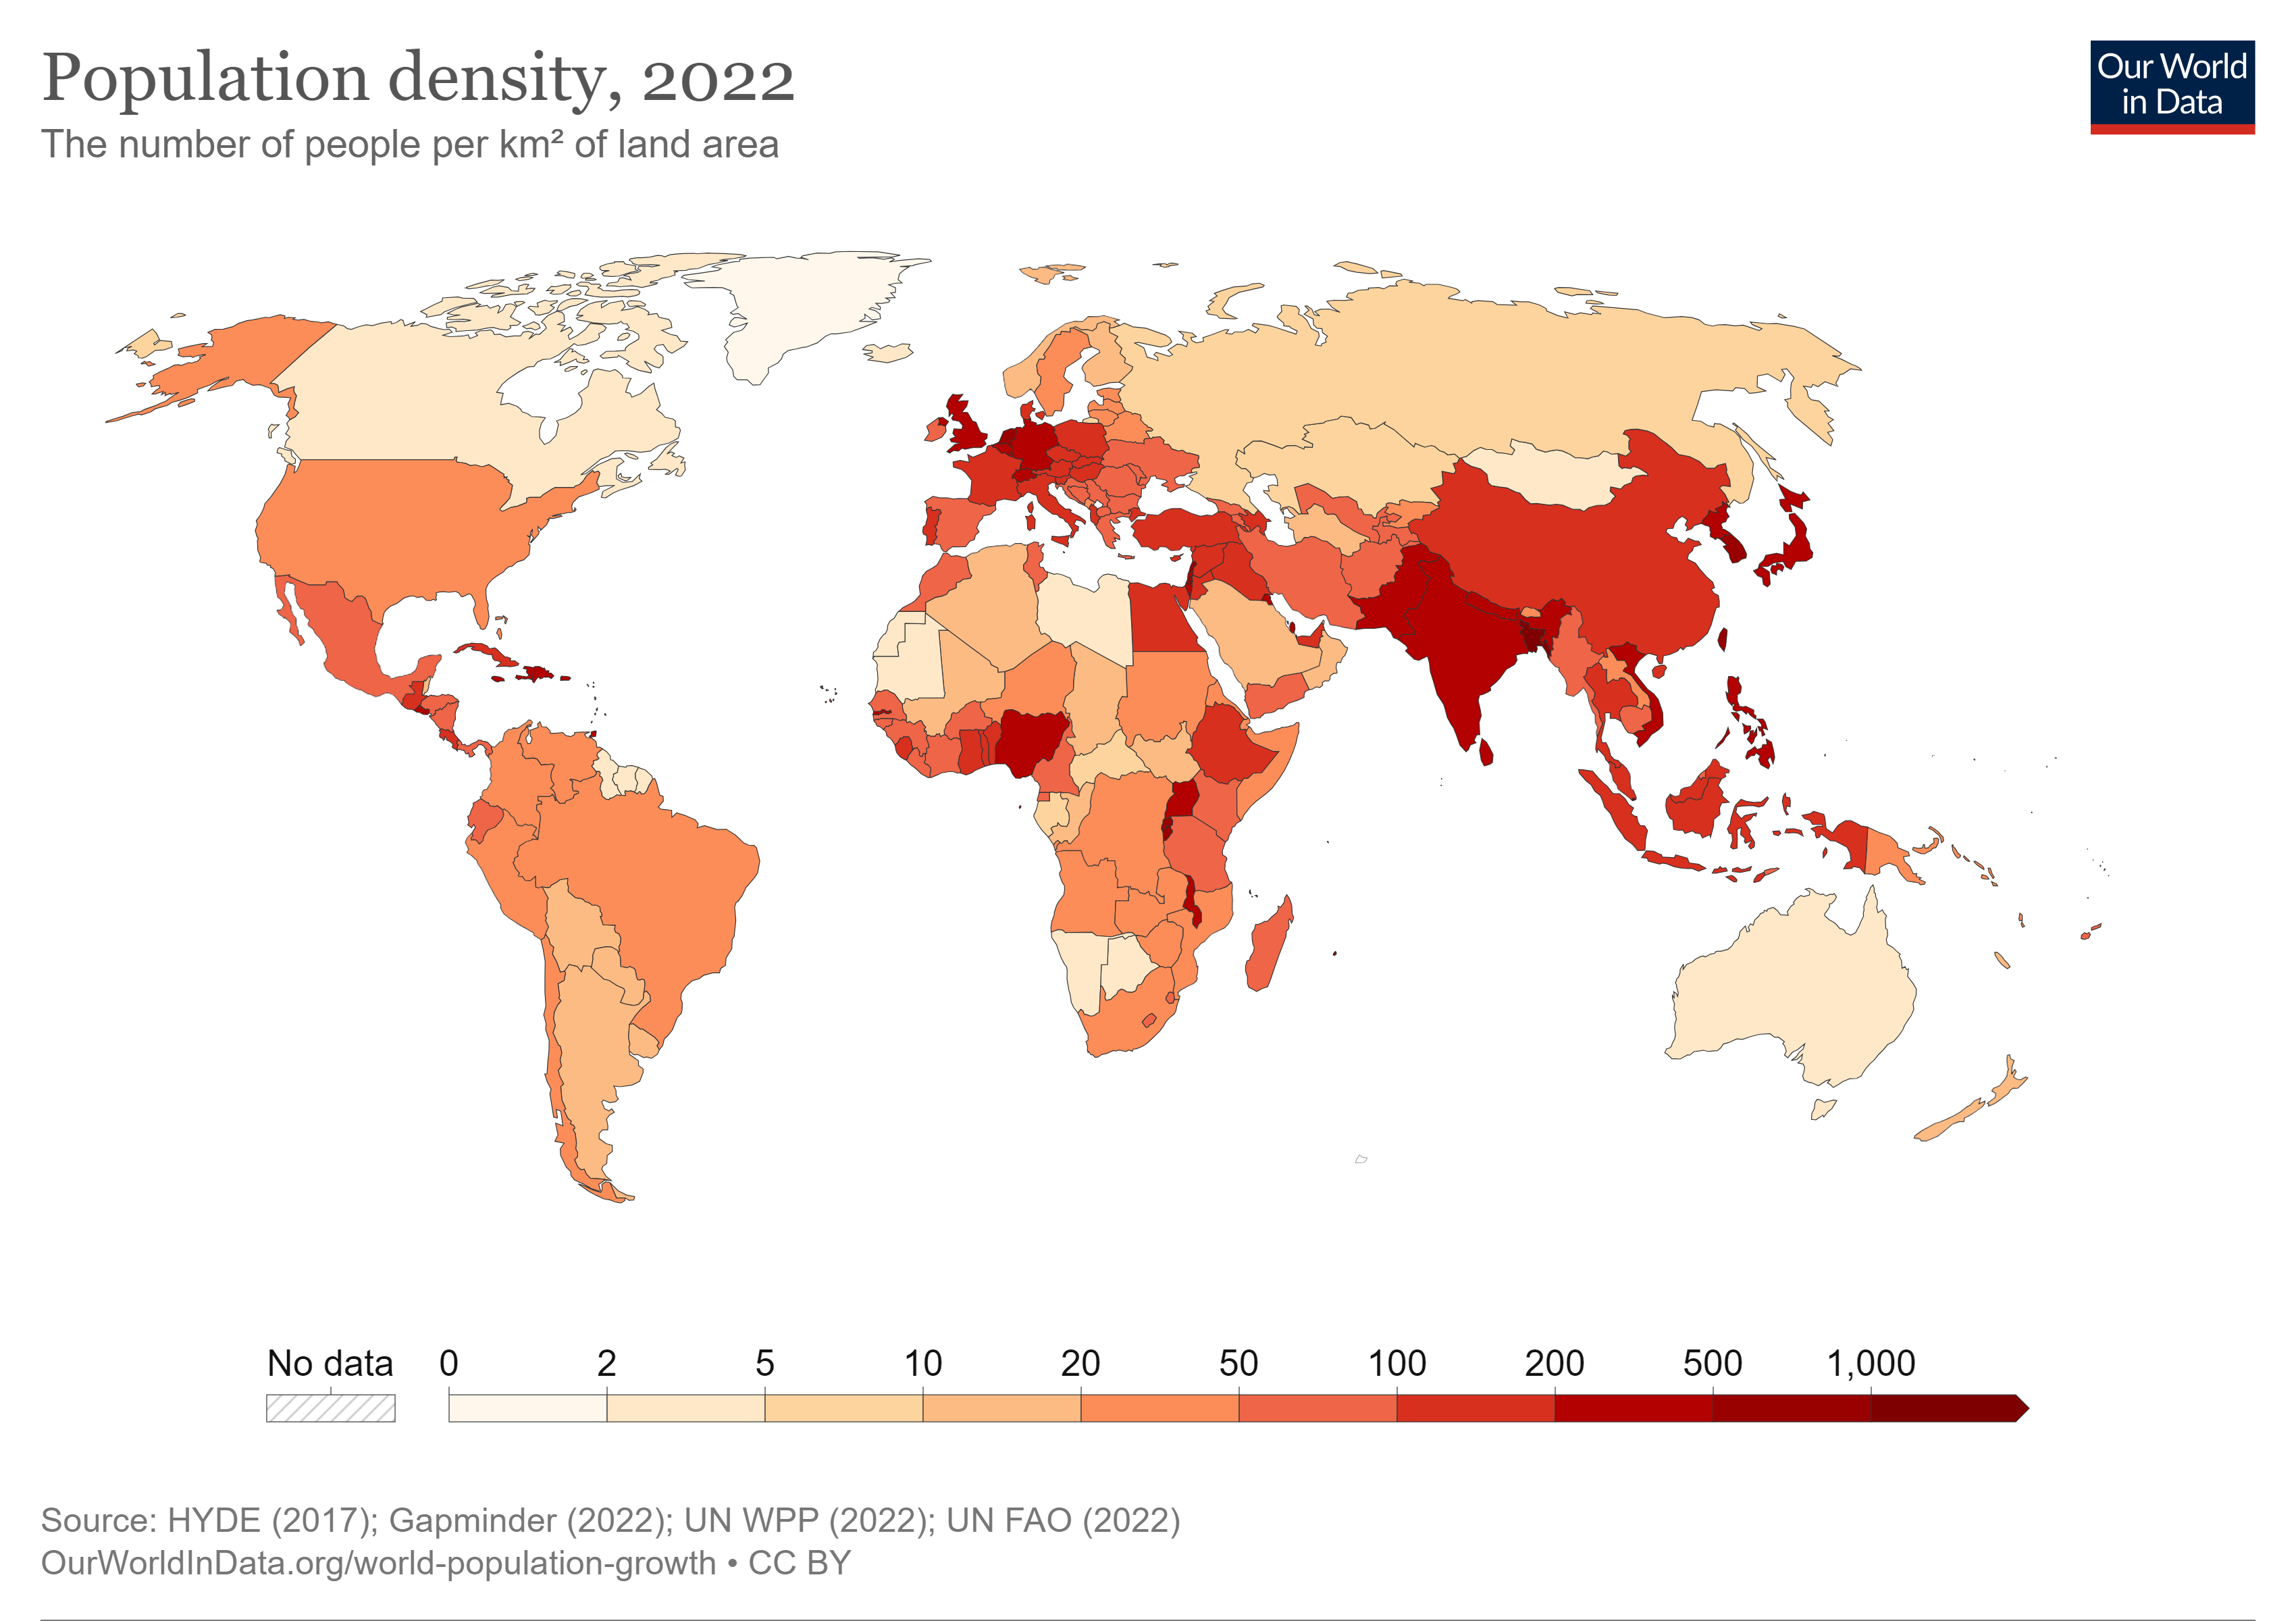 Population density, 2022
The number of people per km² of land area
Our World
in Data
No data
0
2
5
10
20
50
100
200
500
1,000
Source: HYDE (2017); Gapminder (2022); UN WPP (2022); UN FAO (2022)
OurWorldInData.org/world-population-growth • CC BY